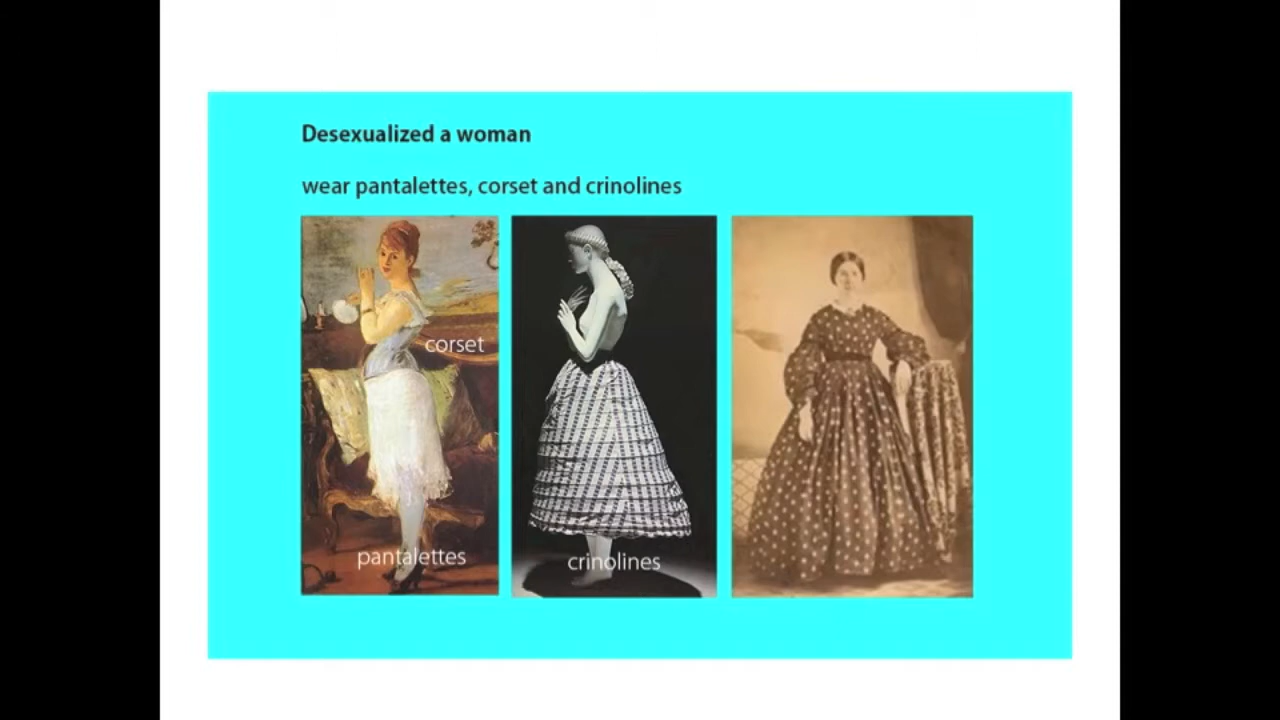 Desexualized a woman
wear pantalettes, corset and crinolines
corset
pantalettes
crinolines